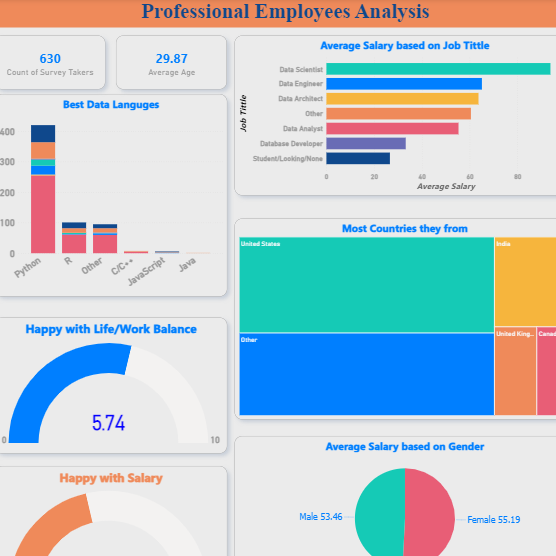 Professional Employees Analysis
630
Count of Survey Takers
29.87
Average Age
Best Data Languges
400
300
200
100
0
Python
R
Other
C/C++
JavaScript
Java
Average Salary based on Job Tittle
Job Tittle
Data Scientist
Data Engineer
Data Architect
Other
Data Analyst
Database Developer
Student/Looking/None
0
20
40
60
80
Average Salary
Most Countries they from
United States
India
Other
United King...
Canad
Happy with Life/Work Balance
5.74
0
10
Happy with Salary
Average Salary based on Gender
Male 53.46
Female 55.19